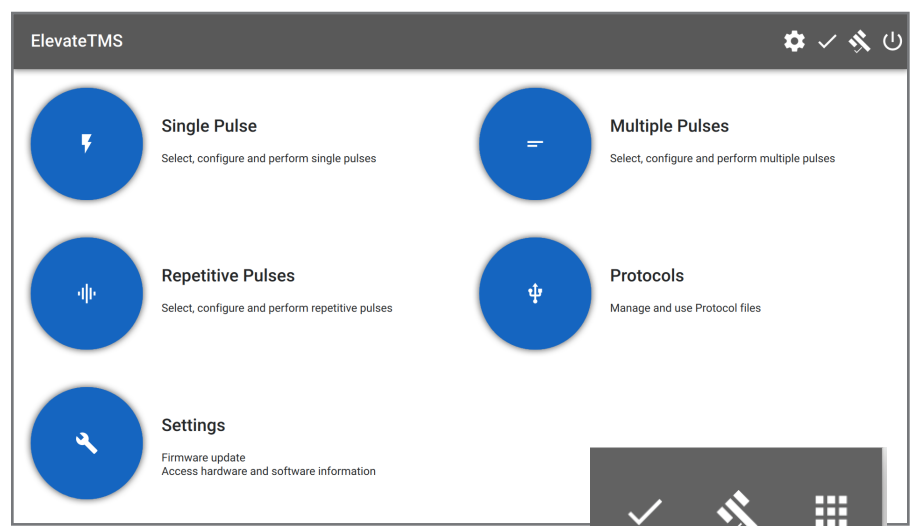 ElevateTMS
Single Pulse
Select, configure and perform single pulses
Multiple Pulses
Select, configure and perform multiple pulses
Repetitive Pulses
Select, configure and perform repetitive pulses
Protocols
Manage and use Protocol files
Settings
Firmware update
Access hardware and software information